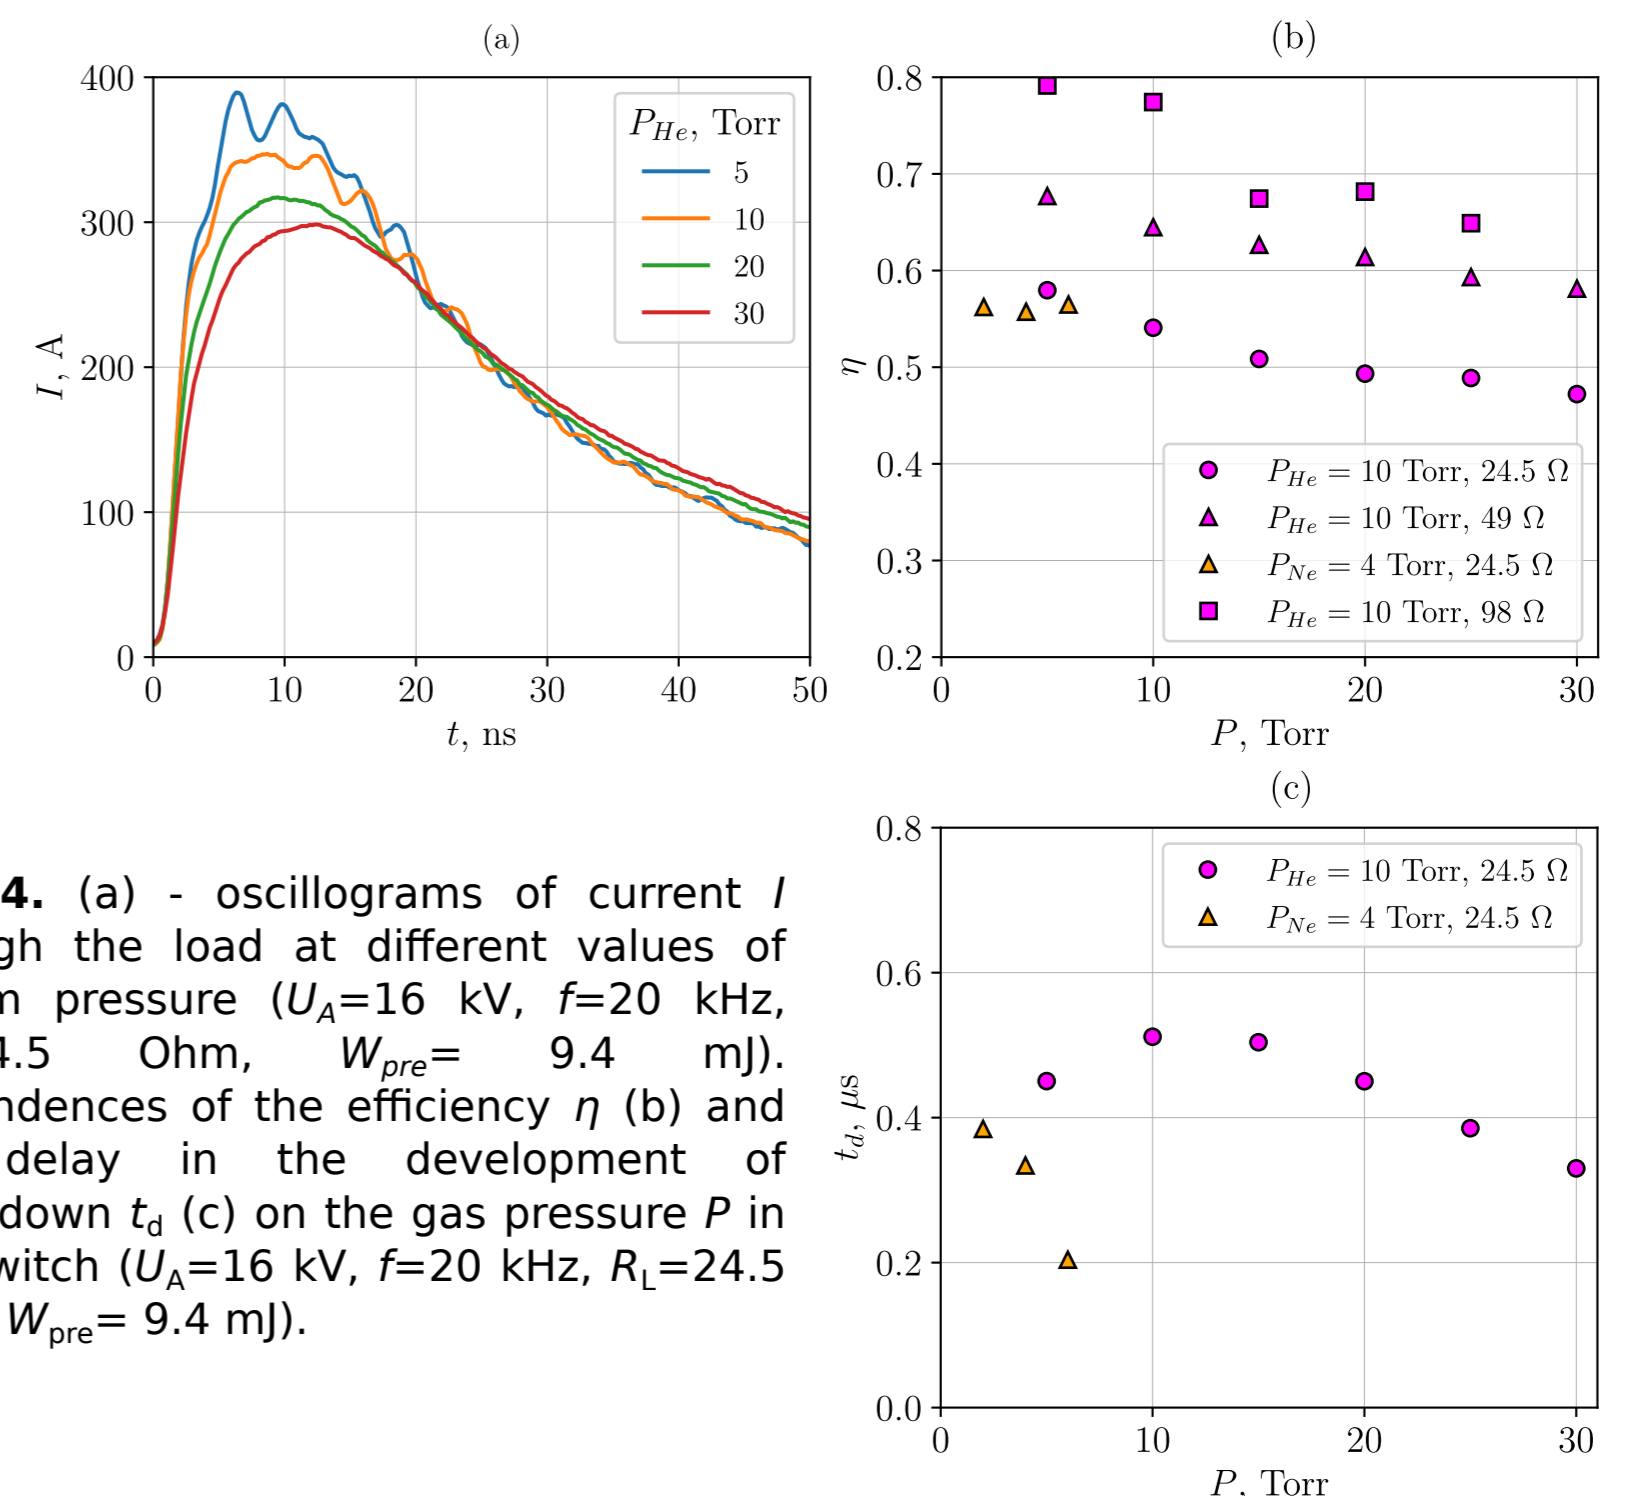 (a)
400
300
200
100
0
0 10 20 30 40 50
I, A
t, ns
P_He, Torr
5
10
20
30
(b)
0.8
0.7
0.6
0.5
0.4
0.3
0.2
0 10 20 30
η
P, Torr
P_He = 10 Torr, 24.5 Ω
P_He = 10 Torr, 49 Ω
P_Ne = 4 Torr, 24.5 Ω
P_He = 10 Torr, 98 Ω
(c)
0.8
0.6
0.4
0.2
0.0
0 10 20 30
t_d, μs
P, Torr
P_He = 10 Torr, 24.5 Ω
P_Ne = 4 Torr, 24.5 Ω
4. (a) - oscillograms of current I
gh the load at different values of
m pressure (U_A=16 kV, f=20 kHz,
4.5 Ohm, W_pre= 9.4 mJ).
ndences of the efficiency η (b) and
delay in the development of
down t_d (c) on the gas pressure P in
witch (U_A=16 kV, f=20 kHz, R_L=24.5
W_pre= 9.4 mJ).